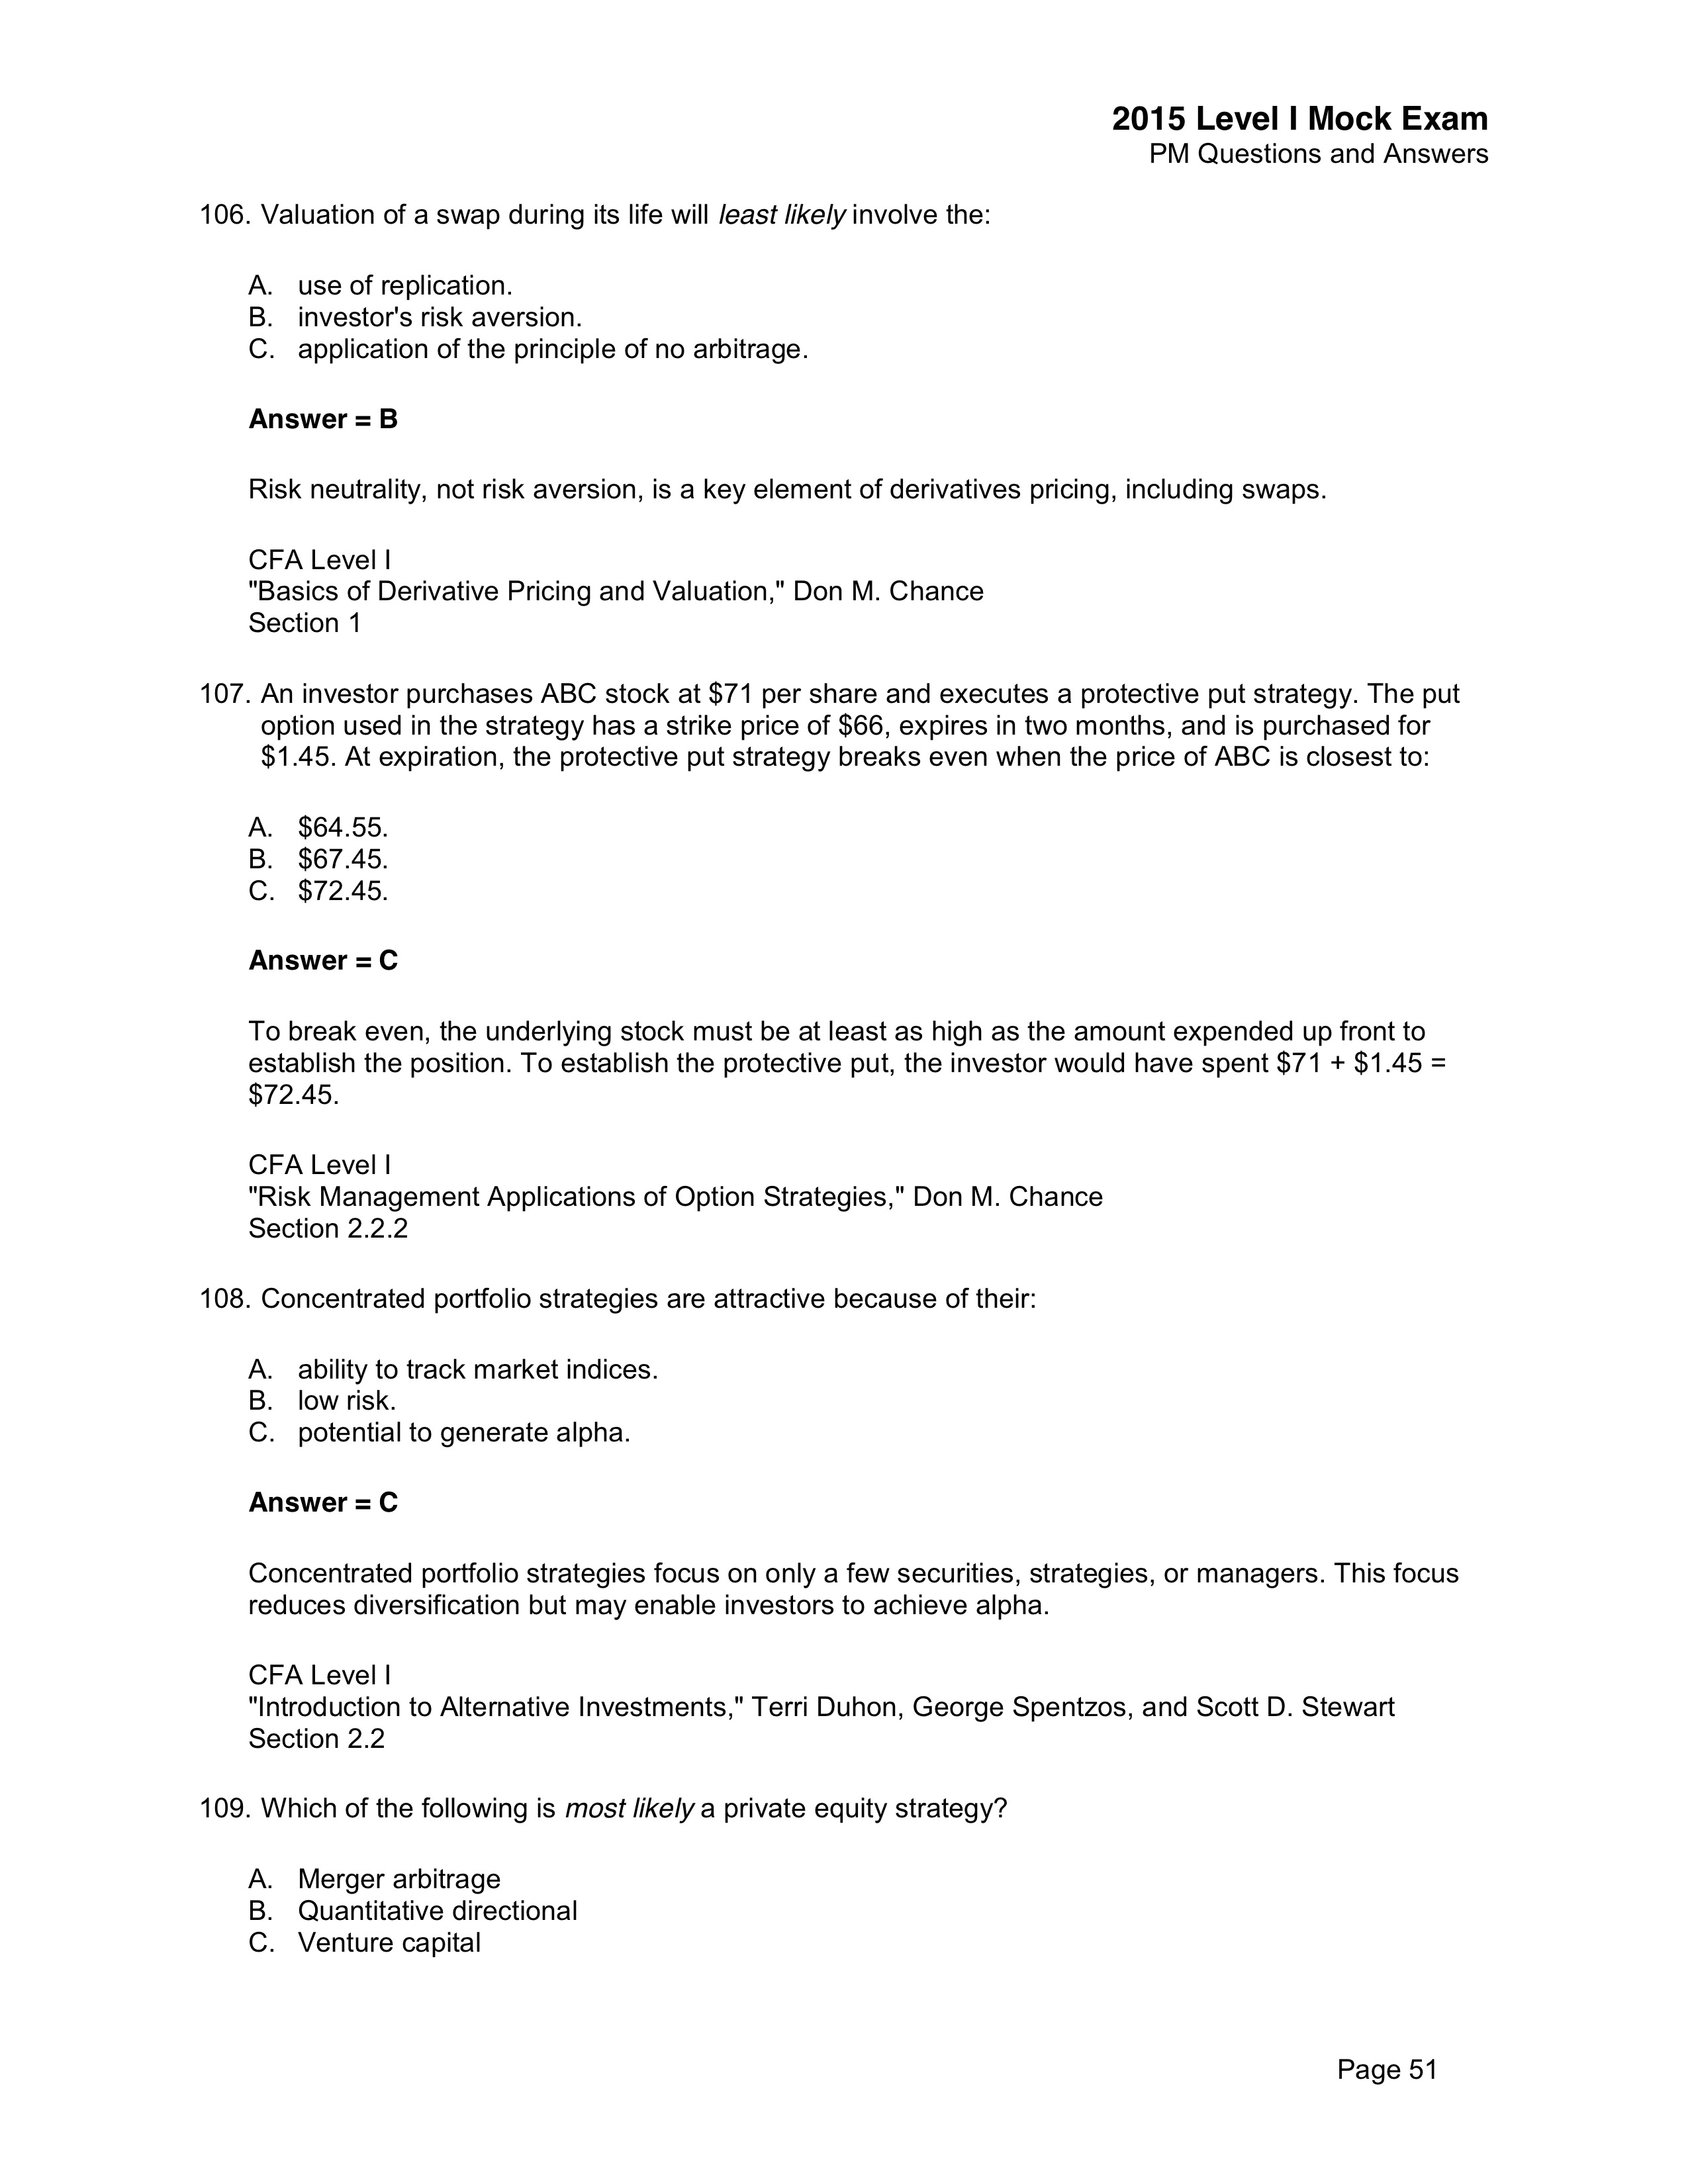 2015 Level I Mock Exam
PM Questions and Answers
106. Valuation of a swap during its life will least likely involve the:
A. use of replication.
B. investor's risk aversion.
C. application of the principle of no arbitrage.
Answer = B
Risk neutrality, not risk aversion, is a key element of derivatives pricing, including swaps.
CFA Level I
"Basics of Derivative Pricing and Valuation," Don M. Chance
Section 1
107. An investor purchases ABC stock at $71 per share and executes a protective put strategy. The put
option used in the strategy has a strike price of $66, expires in two months, and is purchased for
$1.45. At expiration, the protective put strategy breaks even when the price of ABC is closest to:
A. $64.55.
B. $67.45.
C. $72.45.
Answer = C
To break even, the underlying stock must be at least as high as the amount expended up front to
establish the position. To establish the protective put, the investor would have spent $71 + $1.45 =
$72.45.
CFA Level I
"Risk Management Applications of Option Strategies," Don M. Chance
Section 2.2.2
108. Concentrated portfolio strategies are attractive because of their:
A. ability to track market indices.
B. low risk.
C. potential to generate alpha.
Answer = C
Concentrated portfolio strategies focus on only a few securities, strategies, or managers. This focus
reduces diversification but may enable investors to achieve alpha.
CFA Level I
"Introduction to Alternative Investments," Terri Duhon, George Spentzos, and Scott D. Stewart
Section 2.2
109. Which of the following is most likely a private equity strategy?
A. Merger arbitrage
B. Quantitative directional
C. Venture capital
Page 51